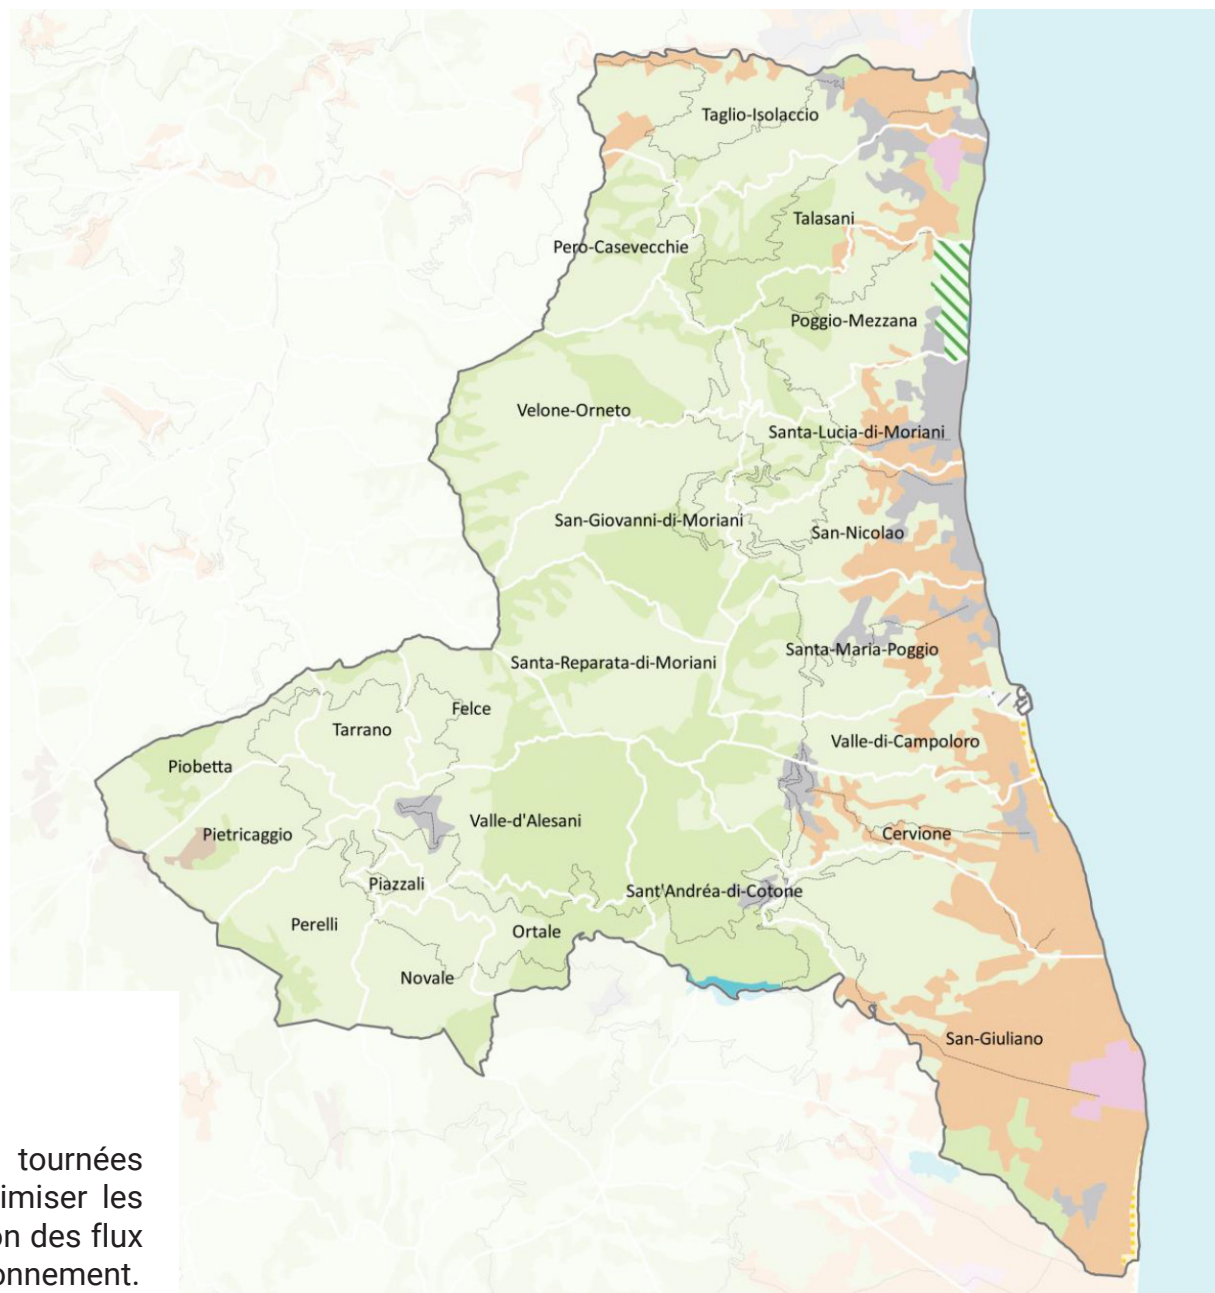 Taglio-Isolaccio
Talasani
Pero-Casevecchie
Poggio-Mezzana
Velone-Orneto
Santa-Lucia-di-Moriani
San-Giovanni-di-Moriani
San-Nicolao
Santa-Maria-Poggio
Santa-Reparata-di-Moriani
Felce
Tarrano
Valle-di-Campoloro
Piobetta
Valle-d'Alesani
Pietricaggio
Cervione
Piazzali
Sant'Andréa-di-Cotone
Perelli
Ortale
Novale
San-Giuliano
tournées
imiser les
on des flux
onnement.